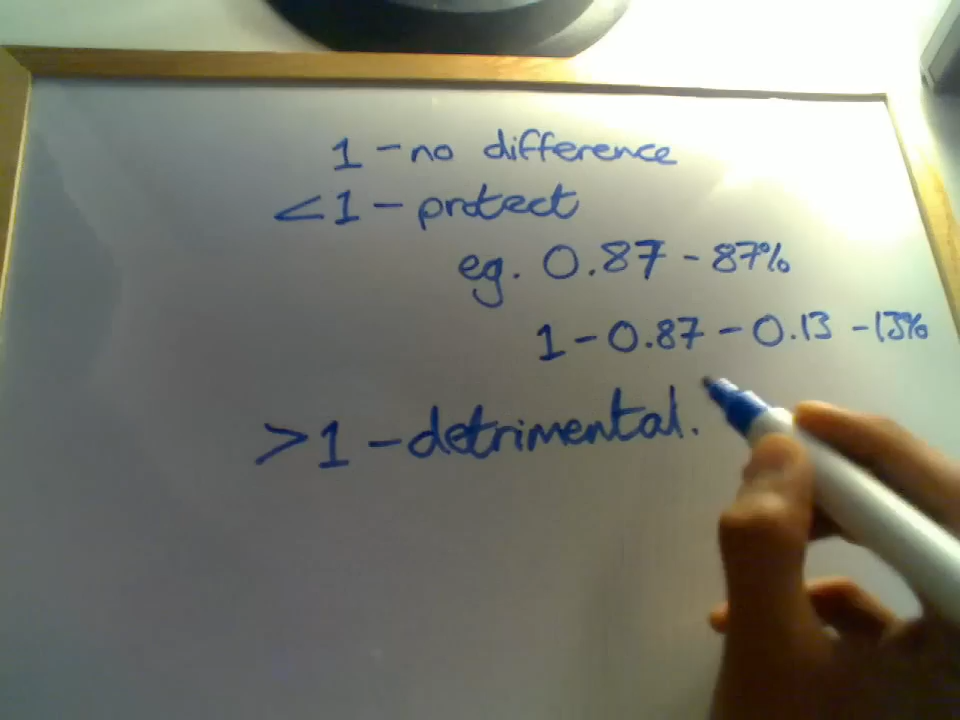 1 - no difference
<1 - protect
eg. 0.87 - 87%
1 - 0.87 - 0.13 - 13%
>1 - detrimental.